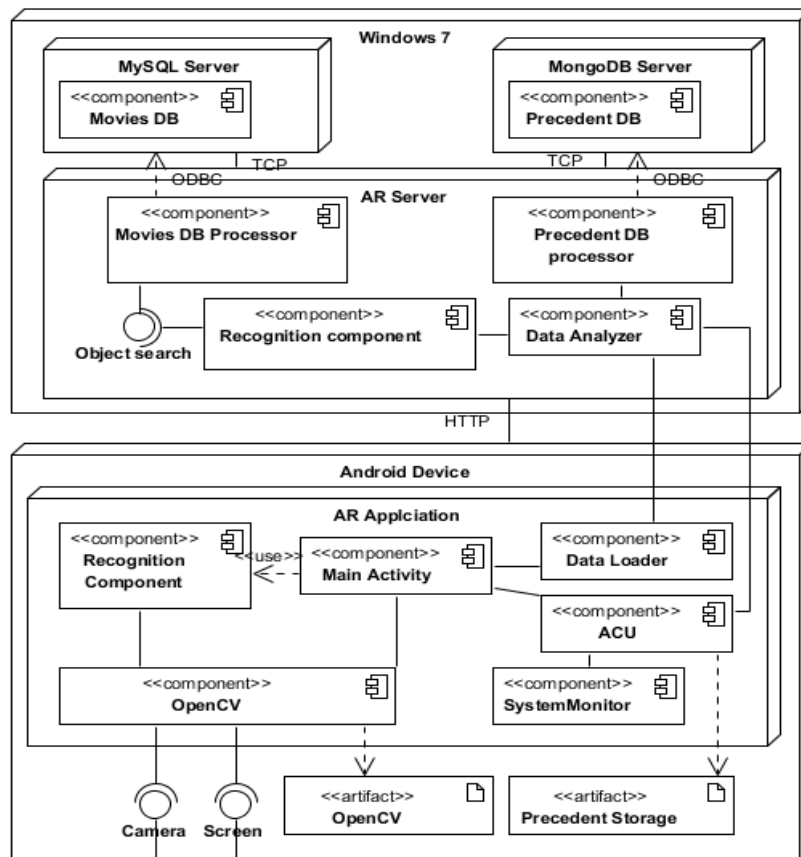 Windows 7
MySQL Server
MongoDB Server
<<component>>
Movies DB
<<component>>
Precedent DB
TCP
TCP
ODBC
ODBC
AR Server
<<component>>
Movies DB Processor
<<component>>
Precedent DB
processor
<<component>>
Recognition component
<<component>>
Data Analyzer
Object search
HTTP
Android Device
AR Applciation
<<component>>
Recognition
Component
<<use>>
<<component>>
Main Activity
<<component>>
Data Loader
<<component>>
ACU
<<component>>
OpenCV
<<component>>
SystemMonitor
<<artifact>>
OpenCV
<<artifact>>
Precedent Storage
Camera
Screen